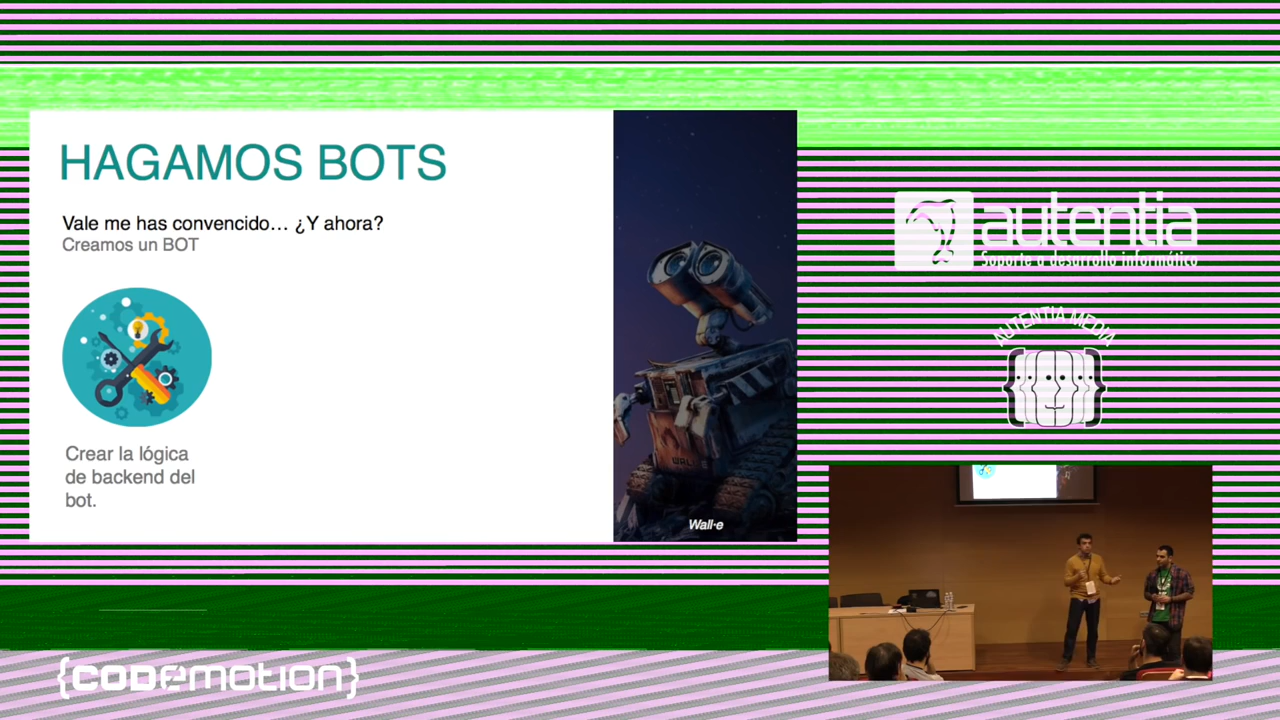 HAGAMOS BOTS
Vale me has convencido... ¿Y ahora?
Creamos un BOT
Crear la lógica
de backend del
bot.
WALL
Wall·e
autentia
Soporte a desarrollo informático
AUTENTIA MEDIA
{CODEMOTION}